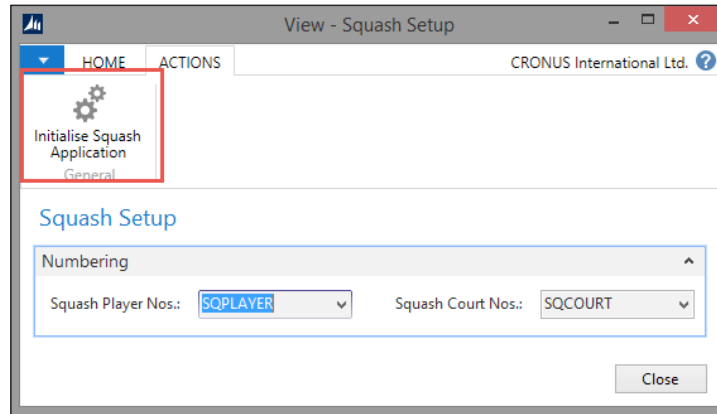 View - Squash Setup
HOME ACTIONS CRONUS International Ltd. ?
Initialise Squash
Application
General
Squash Setup
Numbering
Squash Player Nos.: SQPLAYER Squash Court Nos.: SQCOURT
Close